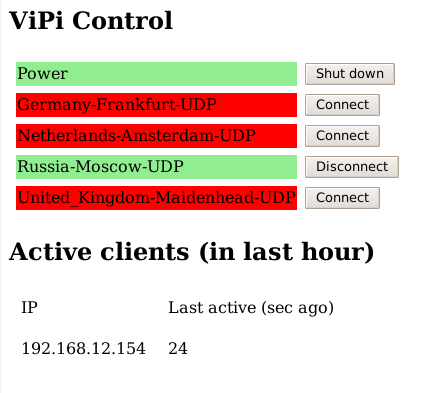 ViPi Control
Power Shut down
Germany-Frankfurt-UDP Connect
Netherlands-Amsterdam-UDP Connect
Russia-Moscow-UDP Disconnect
United_Kingdom-Maidenhead-UDP Connect
Active clients (in last hour)
IP Last active (sec ago)
192.168.12.154 24